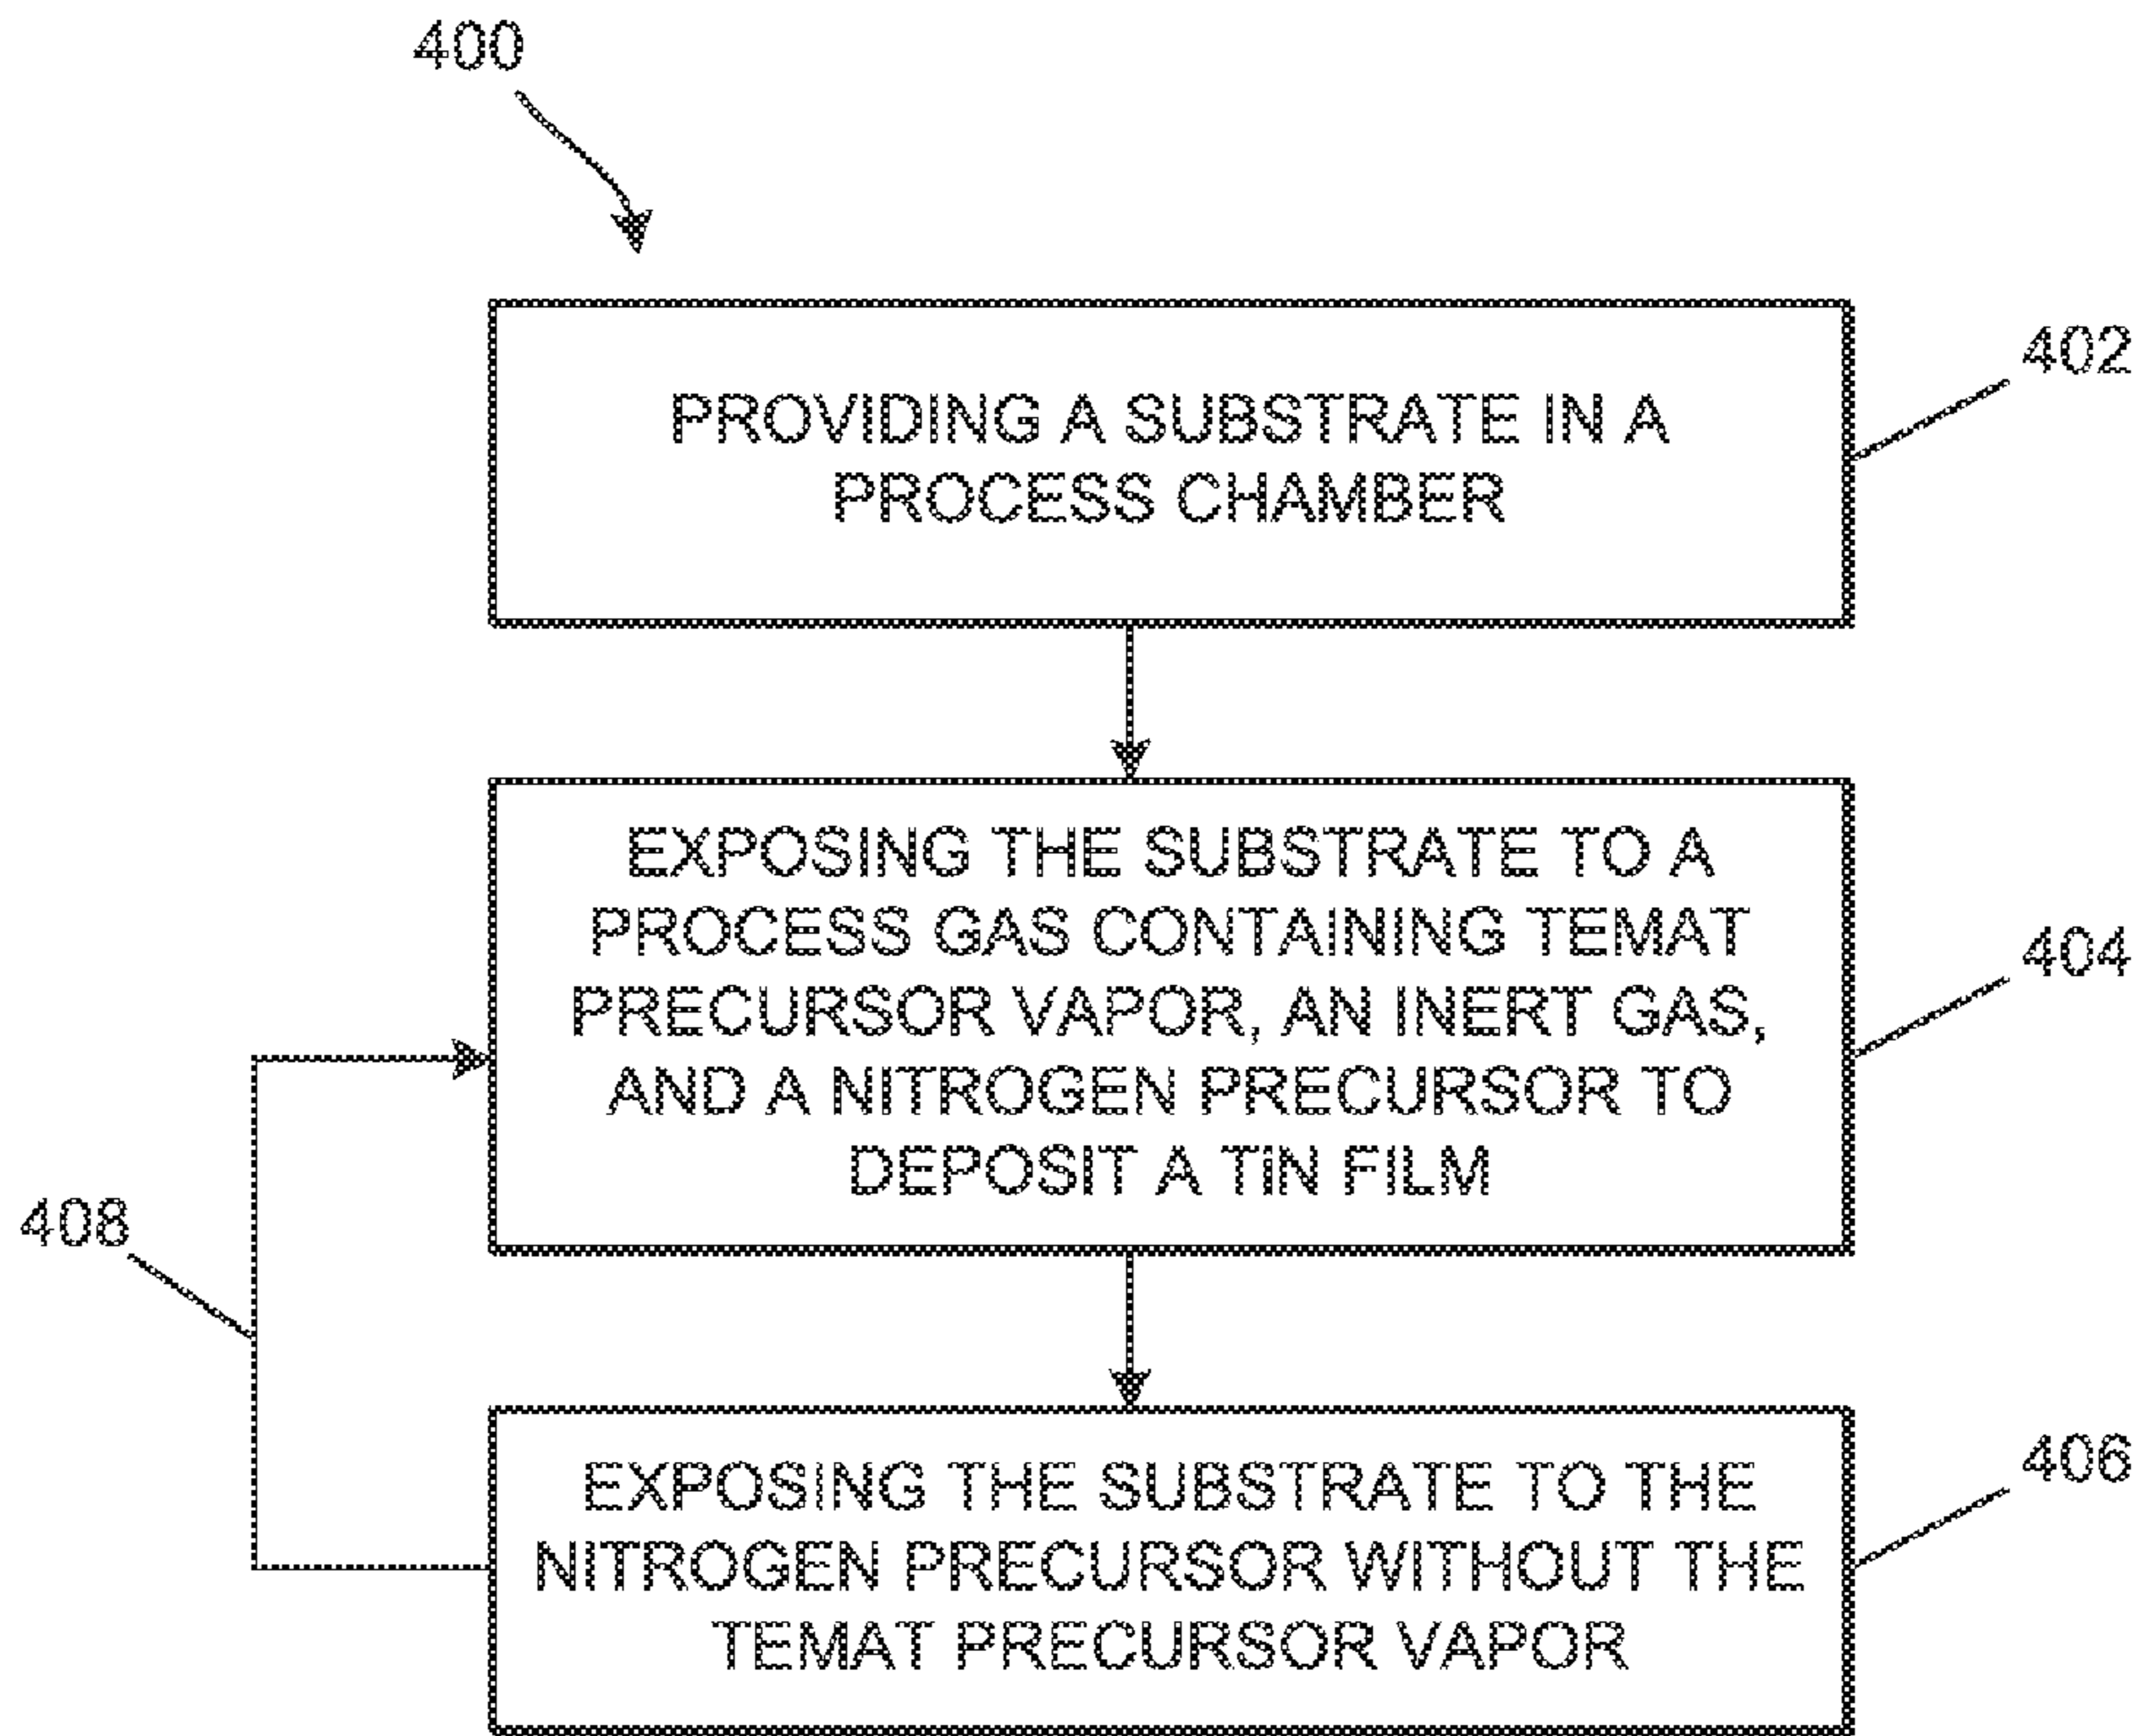 400
PROVIDING A SUBSTRATE IN A
PROCESS CHAMBER
402
EXPOSING THE SUBSTRATE TO A
PROCESS GAS CONTAINING TEMAT
PRECURSOR VAPOR, AN INERT GAS,
AND A NITROGEN PRECURSOR TO
DEPOSIT A TiN FILM
404
408
EXPOSING THE SUBSTRATE TO THE
NITROGEN PRECURSOR WITHOUT THE
TEMAT PRECURSOR VAPOR
406